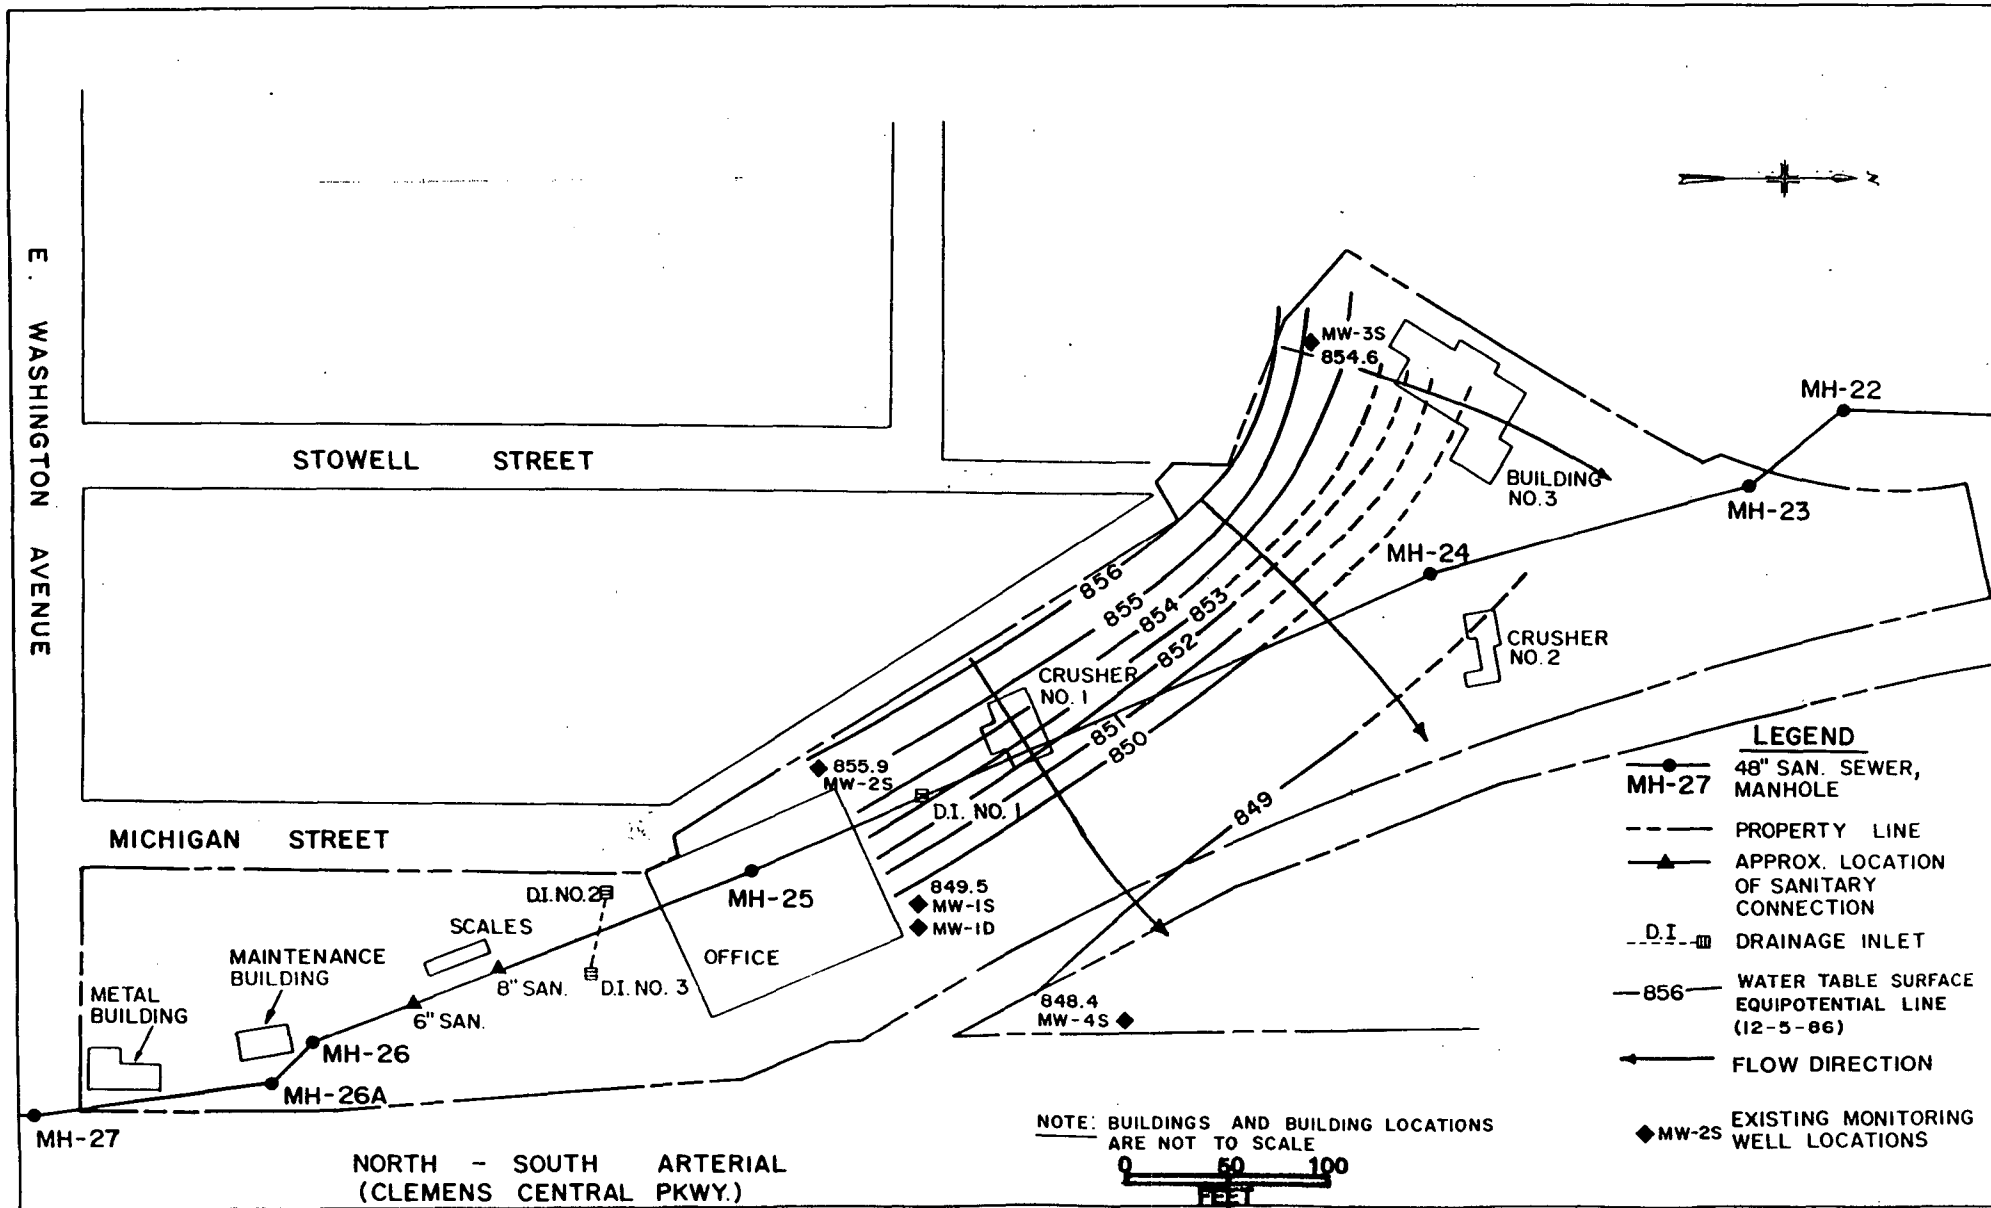 E. WASHINGTON AVENUE
N
STOWELL STREET
MICHIGAN STREET
MW-3S
854.6
MH-22
MH-23
BUILDING
NO.3
MH-24
856
855
854
853
852
851
850
849
CRUSHER
NO. 1
CRUSHER
NO. 2
855.9
MW-2S
D.I. NO. 1
MH-25
849.5
MW-1S
MW-1D
OFFICE
D.I. NO.2
SCALES
8" SAN.
D.I. NO. 3
MAINTENANCE
BUILDING
6" SAN.
METAL
BUILDING
MH-26
MH-26A
MH-27
848.4
MW-4S
NORTH - SOUTH ARTERIAL
(CLEMENS CENTRAL PKWY.)
NOTE: BUILDINGS AND BUILDING LOCATIONS
ARE NOT TO SCALE
0 50 100
FEET
LEGEND
MH-27 48" SAN. SEWER,
MANHOLE
PROPERTY LINE
APPROX. LOCATION
OF SANITARY
CONNECTION
D.I DRAINAGE INLET
856 WATER TABLE SURFACE
EQUIPOTENTIAL LINE
(12-5-86)
FLOW DIRECTION
MW-2S EXISTING MONITORING
WELL LOCATIONS